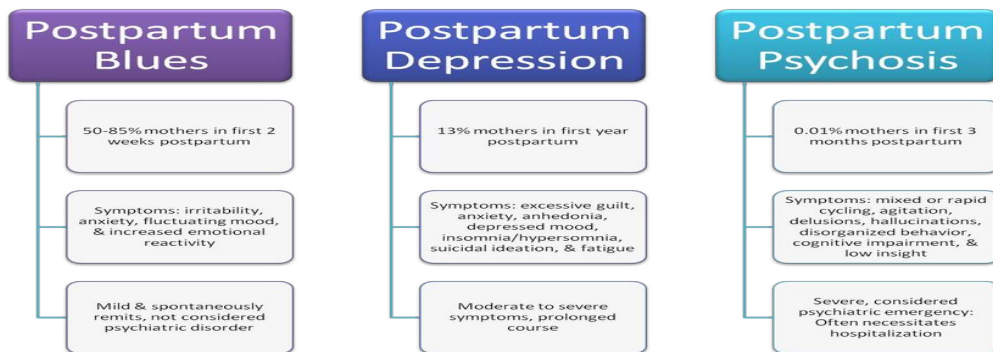 Postpartum
Blues
50-85% mothers in first 2
weeks postpartum
Symptoms: irritability,
anxiety, fluctuating mood,
& increased emotional
reactivity
Mild & spontaneously
remits, not considered
psychiatric disorder
Postpartum
Depression
13% mothers in first year
postpartum
Symptoms: excessive guilt,
anxiety, anhedonia,
depressed mood,
insomnia/hypersomnia,
suicidal ideation, & fatigue
Moderate to severe
symptoms, prolonged
course
Postpartum
Psychosis
0.01% mothers in first 3
months postpartum
Symptoms: mixed or rapid
cycling, agitation,
delusions, hallucinations,
disorganized behavior,
cognitive impairment, &
low insight
Severe, considered
psychiatric emergency:
Often necessitates
hospitalization